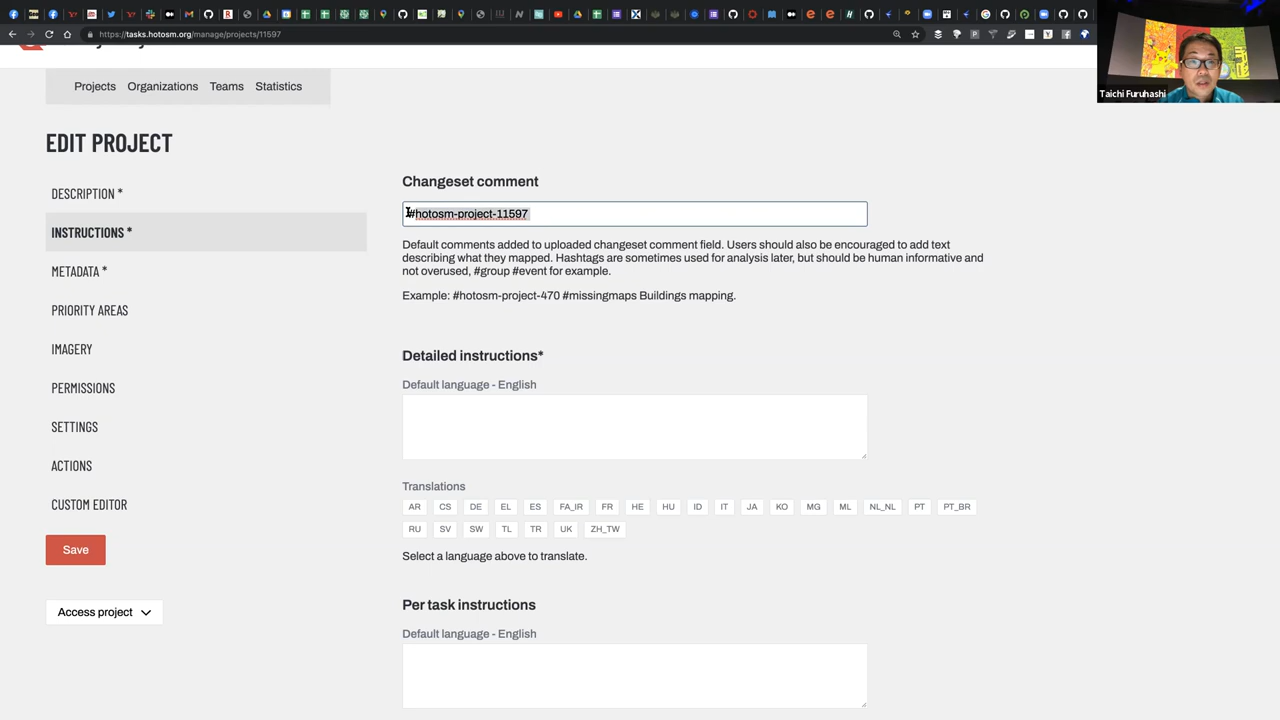 https://tasks.hotosm.org/manage/projects/11597
Taichi Furuhashi
Projects Organizations Teams Statistics
EDIT PROJECT
DESCRIPTION *
INSTRUCTIONS *
METADATA *
PRIORITY AREAS
IMAGERY
PERMISSIONS
SETTINGS
ACTIONS
CUSTOM EDITOR
Save
Access project
Changeset comment
#hotosm-project-11597
Default comments added to uploaded changeset comment field. Users should also be encouraged to add text
describing what they mapped. Hashtags are sometimes used for analysis later, but should be human informative and
not overused, #group #event for example.
Example: #hotosm-project-470 #missingmaps Buildings mapping.
Detailed instructions*
Default language - English
Translations
AR CS DE EL ES FA_IR FR HE HU ID IT JA KO MG ML NL_NL PT PT_BR
RU SV SW TL TR UK ZH_TW
Select a language above to translate.
Per task instructions
Default language - English